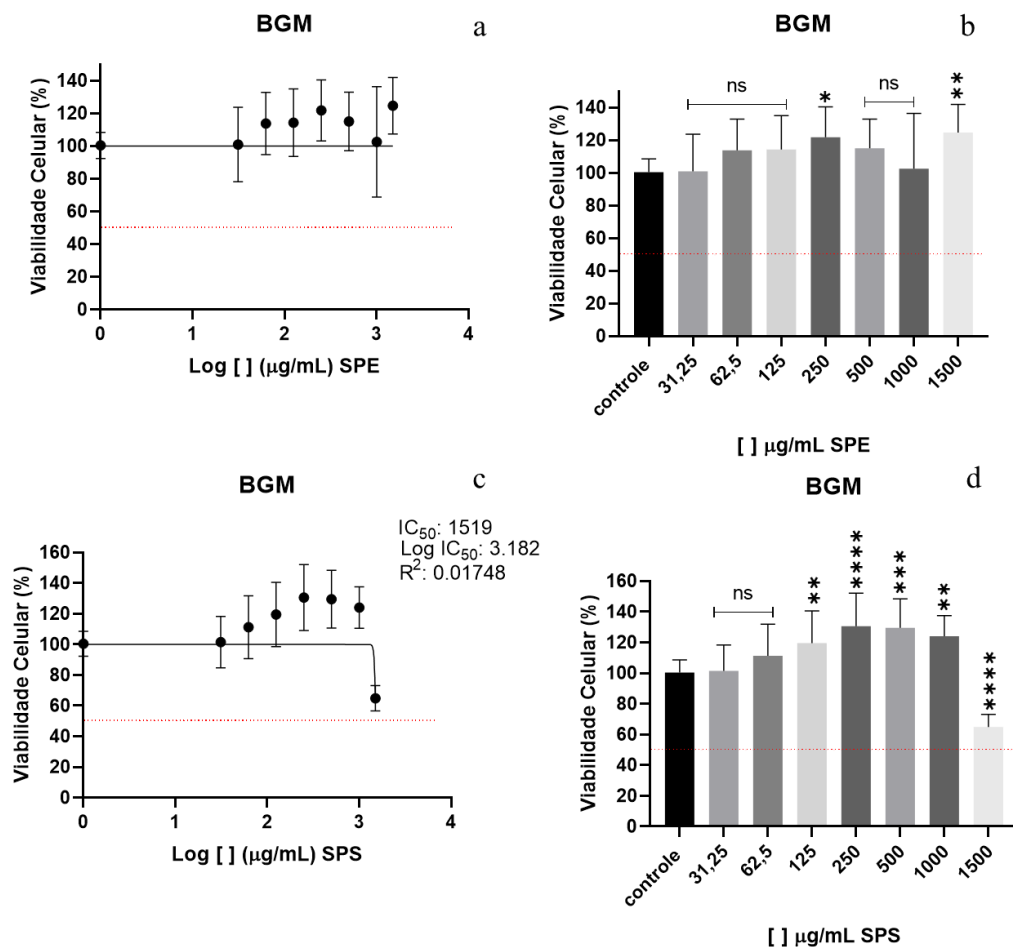 BGM
a
Viabilidade Celular (%)
140
120
100
80
60
40
20
0
0
1
2
3
4
Log [ ] (μg/mL) SPE
BGM
b
Viabilidade Celular (%)
140
120
100
80
60
40
20
0
ns
*
ns
**
controle
31,25
62,5
125
250
500
1000
1500
[ ] μg/mL SPE
BGM
c
IC50: 1519
Log IC50: 3.182
R²: 0.01748
Viabilidade Celular (%)
160
140
120
100
80
60
40
20
0
0
1
2
3
4
Log [ ] (μg/mL) SPS
BGM
d
Viabilidade Celular (%)
160
140
120
100
80
60
40
20
0
ns
**
****
***
**
****
controle
31,25
62,5
125
250
500
1000
1500
[ ] μg/mL SPS